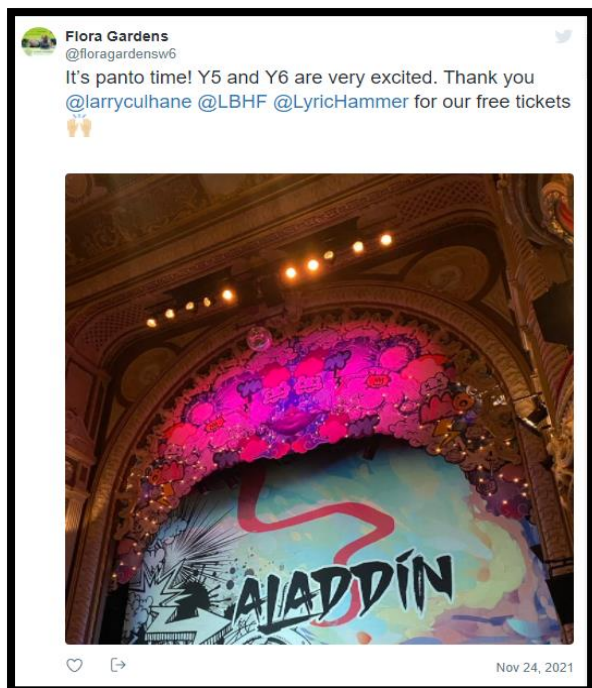 Flora Gardens
@floragardensw6
It's panto time! Y5 and Y6 are very excited. Thank you
@larryculhane @LBHF @LyricHammer for our free tickets
🙌🏼
ALADDÍN
Nov 24, 2021